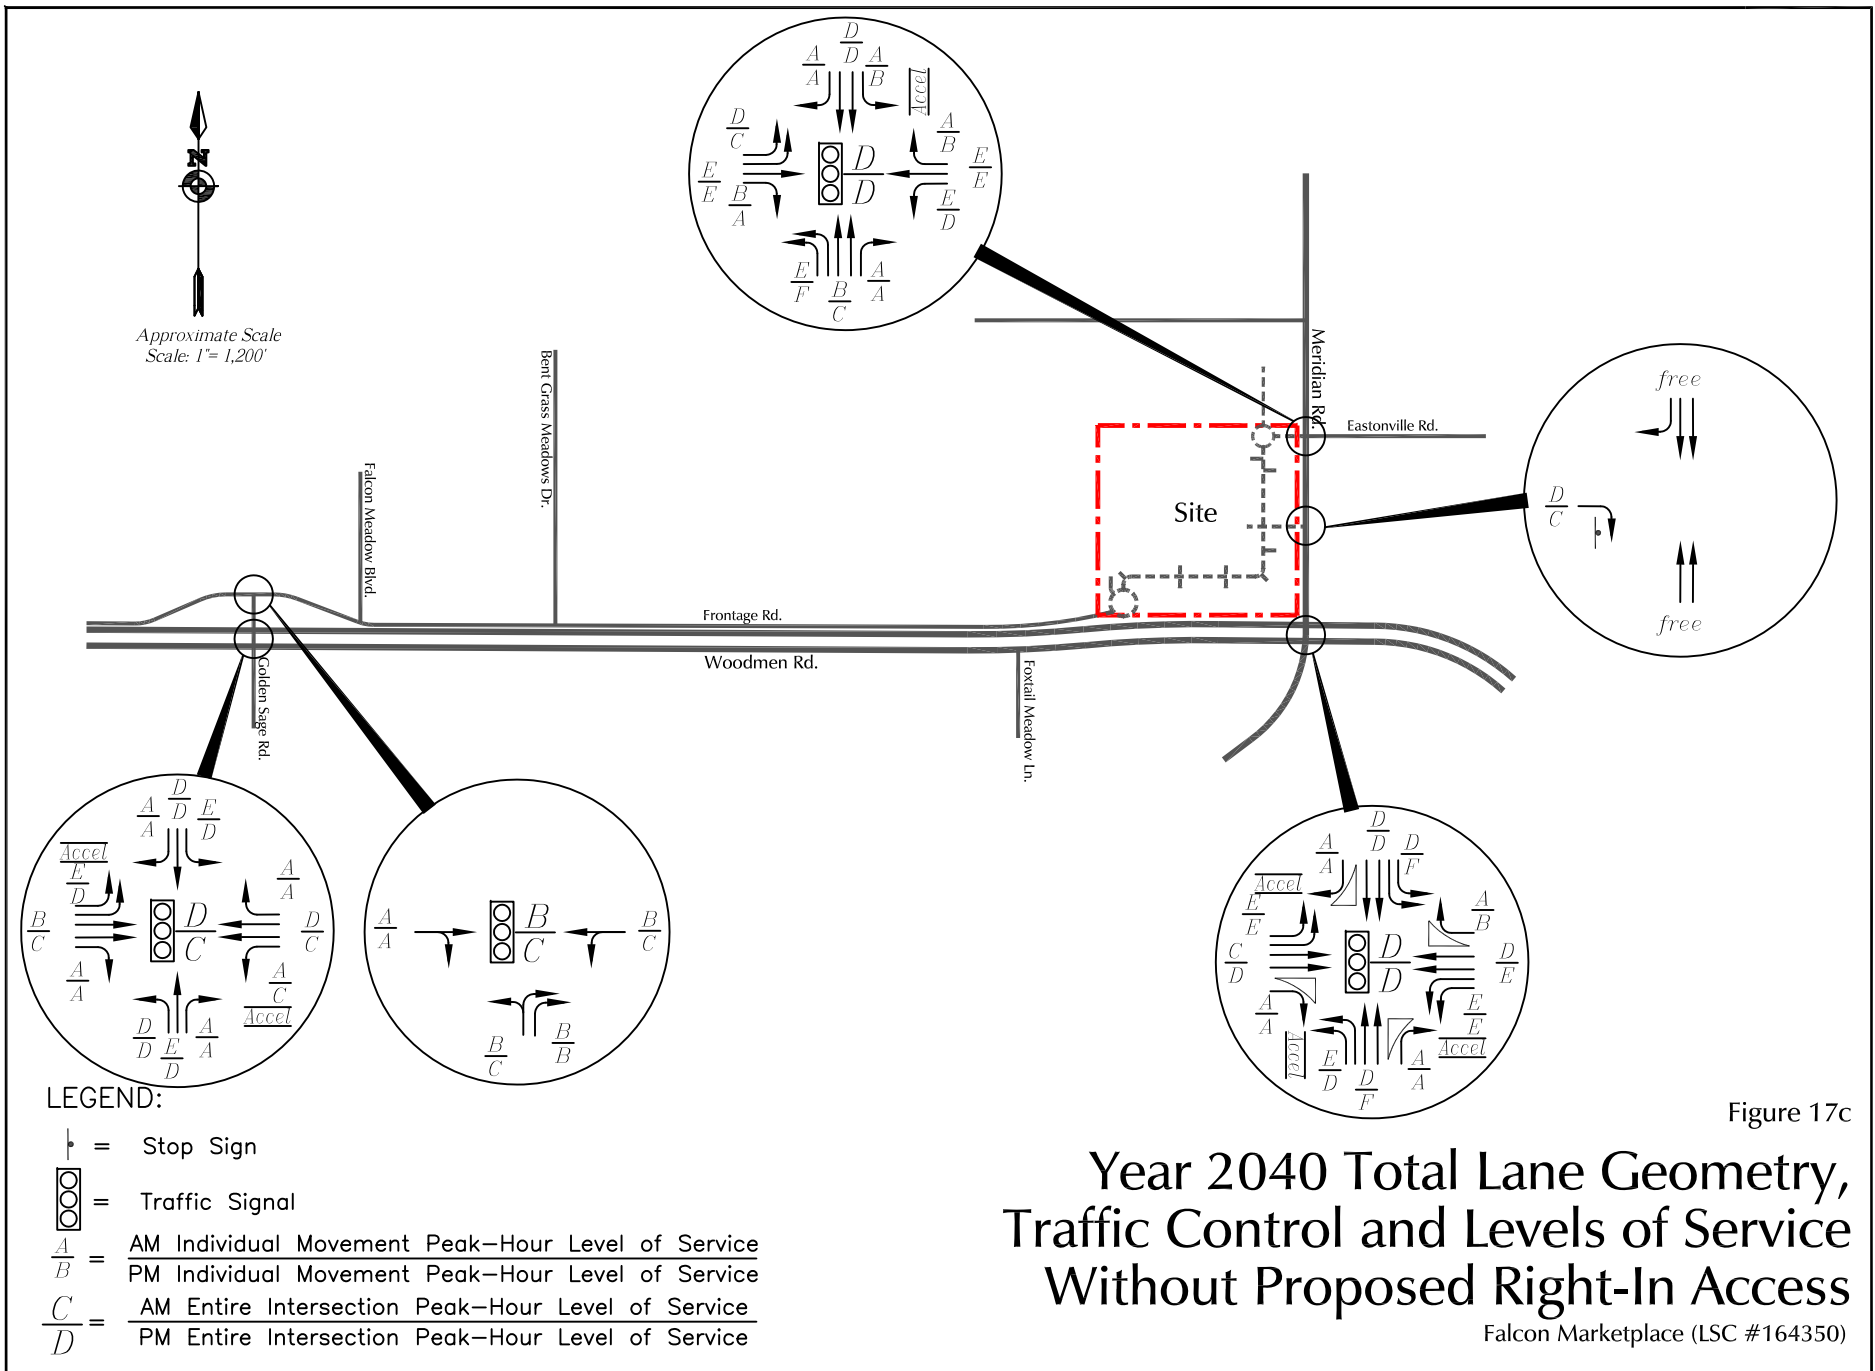 D
D
A
A
A
B
Accel
D
C
A
B
E
E
D
D
E
E
B
A
E
D
E
F
B
C
A
A
N
Approximate Scale
Scale: 1"= 1,200'
Bent Grass Meadows Dr.
Meridian Rd.
free
Eastonville Rd.
Falcon Meadow Blvd.
Site
D
C
free
Frontage Rd.
Woodmen Rd.
Golden Sage Rd.
Foxtail Meadow Ln.
D
D
A
A
E
D
Accel
E
D
A
A
B
C
D
C
D
C
A
A
A
C
Accel
D
D
E
D
A
A
A
A
B
C
B
C
B
C
B
B
D
D
A
A
D
F
Accel
E
E
A
B
C
D
D
D
D
E
A
A
E
E
Accel
Accel
E
D
D
F
A
A
LEGEND:
= Stop Sign
= Traffic Signal
A
B
=
AM Individual Movement Peak-Hour Level of Service
PM Individual Movement Peak-Hour Level of Service
C
D
=
AM Entire Intersection Peak-Hour Level of Service
PM Entire Intersection Peak-Hour Level of Service
Figure 17c
Year 2040 Total Lane Geometry,
Traffic Control and Levels of Service
Without Proposed Right-In Access
Falcon Marketplace (LSC #164350)